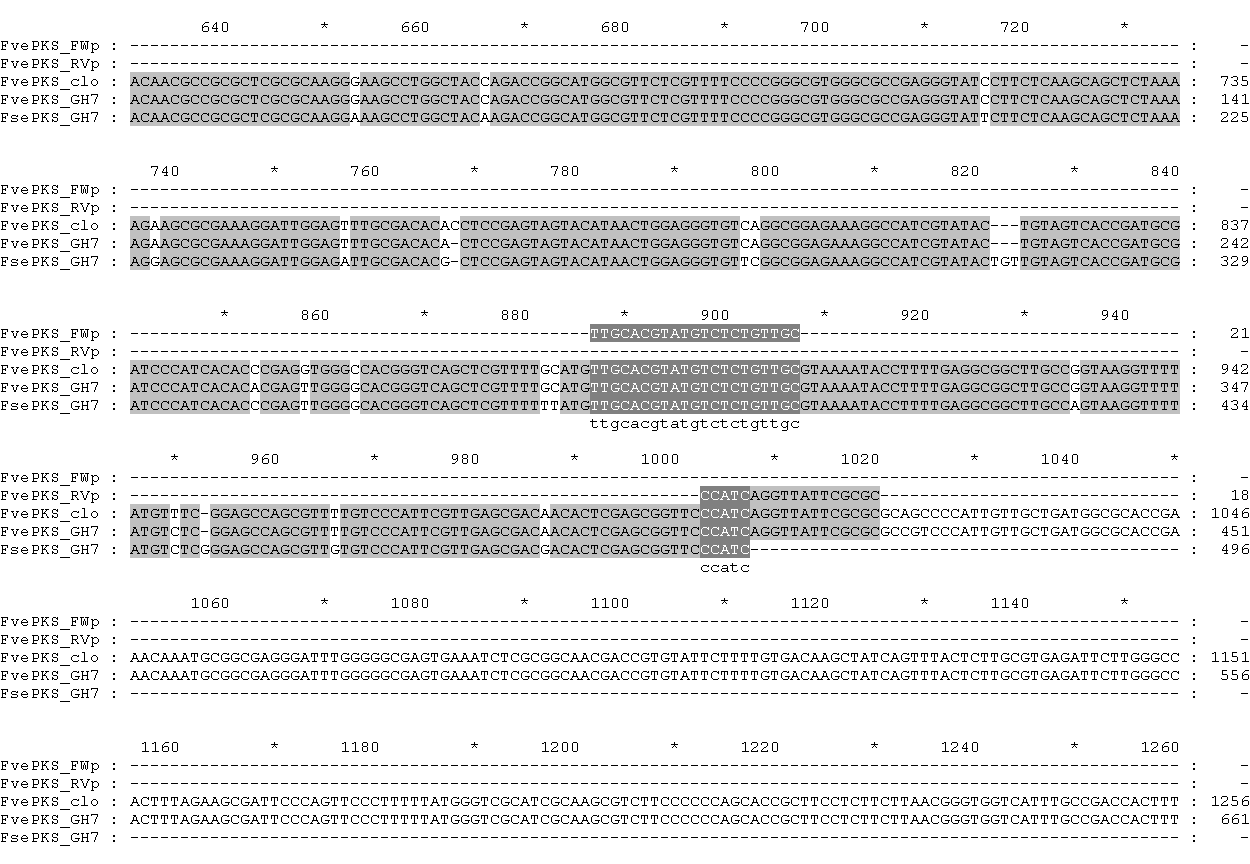 640 * 660 * 680 * 700 * 720 *
FvePKS_FWp : --------------------------------------------------------------------------------------------------------- : -
FvePKS_RVp : --------------------------------------------------------------------------------------------------------- : -
FvePKS_clo : ACAACGCCGCGCTCGCGCAAGGGAAGCCTGGCTACCAGACCGGCATGGCGTTCTCGTTTTCCCCGGGCGTGGGCGCCGAGGGTATCCTTCTCAAGCAGCTCTAAA : 735
FvePKS_GH7 : ACAACGCCGCGCTCGCGCAAGGGAAGCCTGGCTACCAGACCGGCATGGCGTTCTCGTTTTCCCCGGGCGTGGGCGCCGAGGGTATCCTTCTCAAGCAGCTCTAAA : 141
FsePKS_GH7 : ACAACGCCGCGCTCGCGCAAGGAAAGCCTGGCTACAAGACCGGCATGGCGTTCTCGTTTTCCCCGGGCGTGGGCGCCGAGGGTATTCTTCTCAAGCAGCTCTAAA : 225
740 * 760 * 780 * 800 * 820 * 840
FvePKS_FWp : --------------------------------------------------------------------------------------------------------- : -
FvePKS_RVp : --------------------------------------------------------------------------------------------------------- : -
FvePKS_clo : AGAAGCGCGAAAGGATTGGAGTTTGCGACACACCTCCGAGTAGTACATAACTGGAGGGTGTCAGGCGGAGAAAGGCCATCGTATAC---TGTAGTCACCGATGCG : 837
FvePKS_GH7 : AGAAGCGCGAAAGGATTGGAGTTTGCGACACA-CTCCGAGTAGTACATAACTGGAGGGTGTCAGGCGGAGAAAGGCCATCGTATAC---TGTAGTCACCGATGCG : 242
FsePKS_GH7 : AGGAGCGCGAAAGGATTGGAGATTGCGACACG-CTCCGAGTAGTACATAACTGGAGGGTGTTCGGCGGAGAAAGGCCATCGTATACTGTTGTAGTCACCGATGCG : 329
* 860 * 880 * 900 * 920 * 940
FvePKS_FWp : ----------------------------------------------TTGCACGTATGTCTCTGTTGC-------------------------------------- : 21
FvePKS_RVp : --------------------------------------------------------------------------------------------------------- : -
FvePKS_clo : ATCCCATCACACCCGAGGTGGGCCACGGGTCAGCTCGTTTTGCATGTTGCACGTATGTCTCTGTTGCGTAAAATACCTTTTGAGGCGGCTTGCCGGTAAGGTTTT : 942
FvePKS_GH7 : ATCCCATCACACACGAGTTGGGGCACGGGTCAGCTCGTTTTGCATGTTGCACGTATGTCTCTGTTGCGTAAAATACCTTTTGAGGCGGCTTGCCGGTAAGGTTTT : 347
FsePKS_GH7 : ATCCCATCACACCCGAGTTGGGGCACGGGTCAGCTCGTTTTTTATGTTGCACGTATGTCTCTGTTGCGTAAAATACCTTTTGAGGCGGCTTGCCAGTAAGGTTTT : 434
ttgcacgtatgtctctgttgc
* 960 * 980 * 1000 * 1020 * 1040 *
FvePKS_FWp : --------------------------------------------------------------------------------------------------------- : -
FvePKS_RVp : ---------------------------------------------------------CCATCAGGTTATTCGCGC------------------------------ : 18
FvePKS_clo : ATGTTTC-GGAGCCAGCGTTTTGTCCCATTCGTTGAGCGACAACACTCGAGCGGTTCCCATCAGGTTATTCGCGCGCAGCCCCATTGTTGCTGATGGCGCACCGA : 1046
FvePKS_GH7 : ATGTCTC-GGAGCCAGCGTTTTGTCCCATTCGTTGAGCGACAACACTCGAGCGGTTCCCATCAGGTTATTCGCGCGCCGTCCCATTGTTGCTGATGGCGCACCGA : 451
FsePKS_GH7 : ATGTCTCGGGAGCCAGCGTTGTGTCCCATTCGTTGAGCGACGACACTCGAGCGGTTCCCATC------------------------------------------- : 496
ccatc
1060 * 1080 * 1100 * 1120 * 1140 *
FvePKS_FWp : --------------------------------------------------------------------------------------------------------- : -
FvePKS_RVp : --------------------------------------------------------------------------------------------------------- : -
FvePKS_clo : AACAAATGCGGCGAGGGATTTGGGGGCGAGTGAAATCTCGCGGCAACGACCGTGTATTCTTTTGTGACAAGCTATCAGTTTACTCTTGCGTGAGATTCTTGGGCC : 1151
FvePKS_GH7 : AACAAATGCGGCGAGGGATTTGGGGGCGAGTGAAATCTCGCGGCAACGACCGTGTATTCTTTTGTGACAAGCTATCAGTTTACTCTTGCGTGAGATTCTTGGGCC : 556
FsePKS_GH7 : --------------------------------------------------------------------------------------------------------- : -
1160 * 1180 * 1200 * 1220 * 1240 * 1260
FvePKS_FWp : --------------------------------------------------------------------------------------------------------- : -
FvePKS_RVp : --------------------------------------------------------------------------------------------------------- : -
FvePKS_clo : ACTTTAGAAGCGATTCCCAGTTCCCTTTTTATGGGTCGCATCGCAAGCGTCTTCCCCCCAGCACCGCTTCCTCTTCTTAACGGGTGGTCATTTGCCGACCACTTT : 1256
FvePKS_GH7 : ACTTTAGAAGCGATTCCCAGTTCCCTTTTTATGGGTCGCATCGCAAGCGTCTTCCCCCCAGCACCGCTTCCTCTTCTTAACGGGTGGTCATTTGCCGACCACTTT : 661
FsePKS_GH7 : --------------------------------------------------------------------------------------------------------- : -